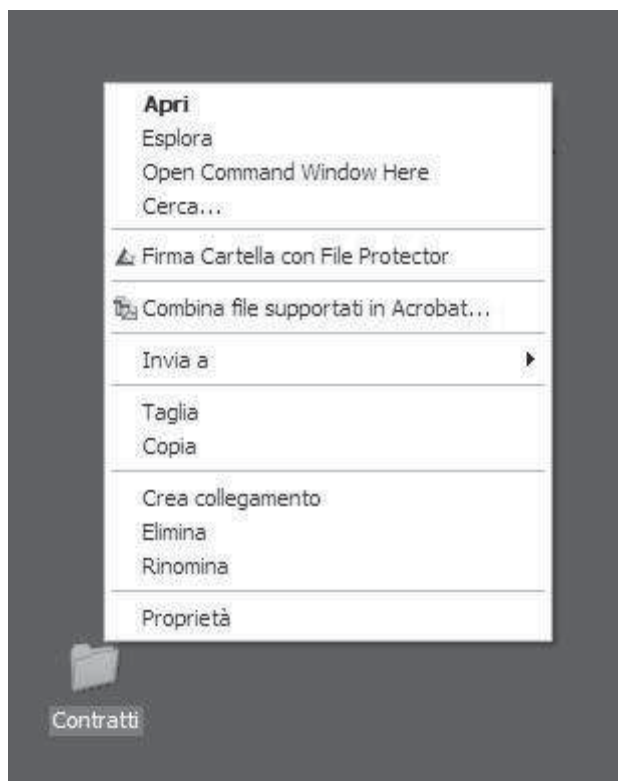 Apri
Esplora
Open Command Window Here
Cerca...
Firma Cartella con File Protector
Combina file supportati in Acrobat...
Invia a
Taglia
Copia
Crea collegamento
Elimina
Rinomina
Proprietà
Contratti